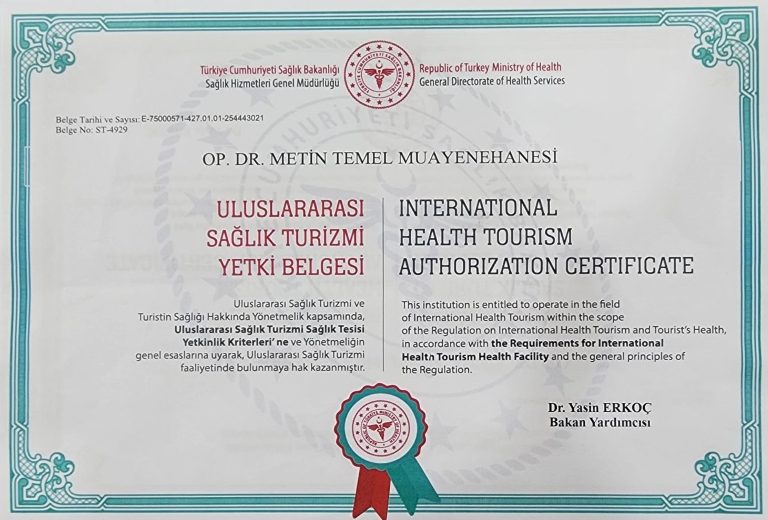 Türkiye Cumhuriyeti Sağlık Bakanlığı
Sağlık Hizmetleri Genel Müdürlüğü
Republic of Turkey Ministry of Health
General Directorate of Health Services
Belge Tarihi ve Sayısı: E-75000571-427.01.01-254443021
Belge No: ST-4929
OP. DR. METİN TEMEL MUAYENEHANESİ
ULUSLARARASI
SAĞLIK TURİZMİ
YETKİ BELGESİ
INTERNATIONAL
HEALTH TOURISM
AUTHORIZATION CERTIFICATE
Uluslararası Sağlık Turizmi ve
Turistin Sağlığı Hakkında Yönetmelik kapsamında,
Uluslararası Sağlık Turizmi Sağlık Tesisi
Yetkinlik Kriterleri' ne ve Yönetmeliğin
genel esaslarına uyarak, Uluslararası Sağlık Turizmi
faaliyetinde bulunmaya hak kazanmıştır.
This institution is entitled to operate in the field
of International Health Tourism within the scope
of the Regulation on International Health Tourism and Tourist's Health,
in accordance with the Requirements for International
Health Tourism Health Facility and the general principles of
the Regulation.
Dr. Yasin ERKOÇ
Bakan Yardımcısı